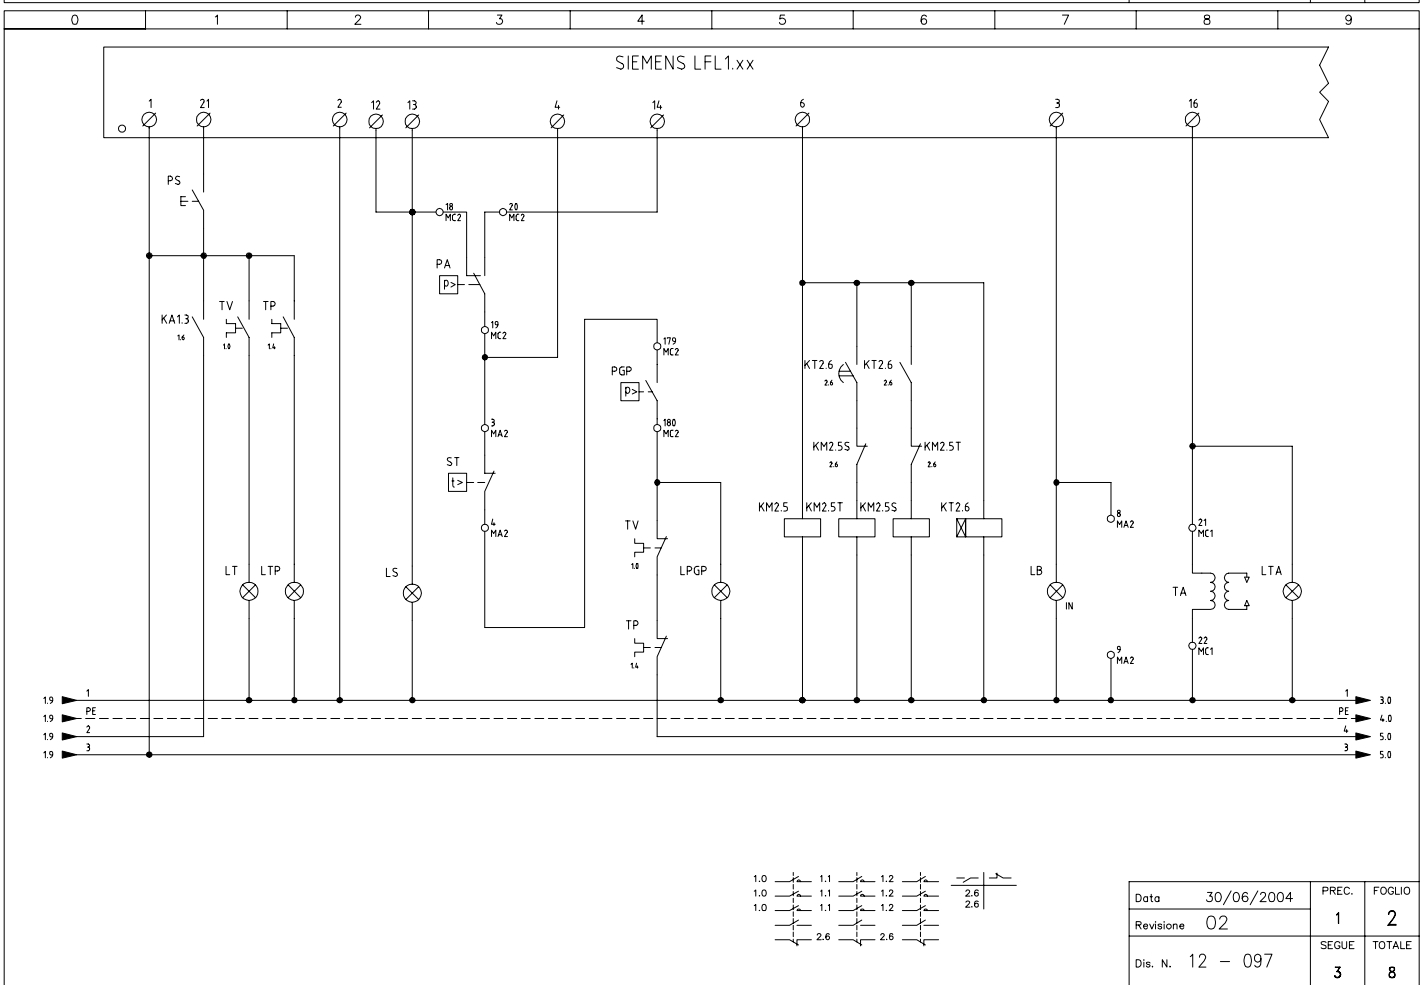 0 1 2 3 4 5 6 7 8 9
SIEMENS LFL1.xx
1 21 2 12 13 4 14 6 3 16
PS
18 MC2
20 MC2
PA
P>
KA1.3
1.6
TV
1.0
TP
1.4
19 MC2
179 MC2
PGP
P>
KT2.6
2.6
KT2.6
2.6
3 MA2
180 MC2
KM2.5S
2.6
KM2.5T
2.6
ST
t>
KM2.5 KM2.5T KM2.5S KT2.6
4 MA2
TV
1.0
8 MA2
21 MC1
LT LTP LS LPGP LB
IN
TA LTA
TP
1.4
9 MA2
22 MC1
1.9 1 1 3.0
1.9 PE PE 4.0
1.9 2 4 5.0
1.9 3 3 5.0
1.0 1.1 1.2
1.0 1.1 1.2 2.6
1.0 1.1 1.2 2.6
2.6 2.6
Data 30/06/2004
PREC. FOGLIO
1 2
Revisione 02
SEGUE TOTALE
Dis. N. 12 - 097
3 8